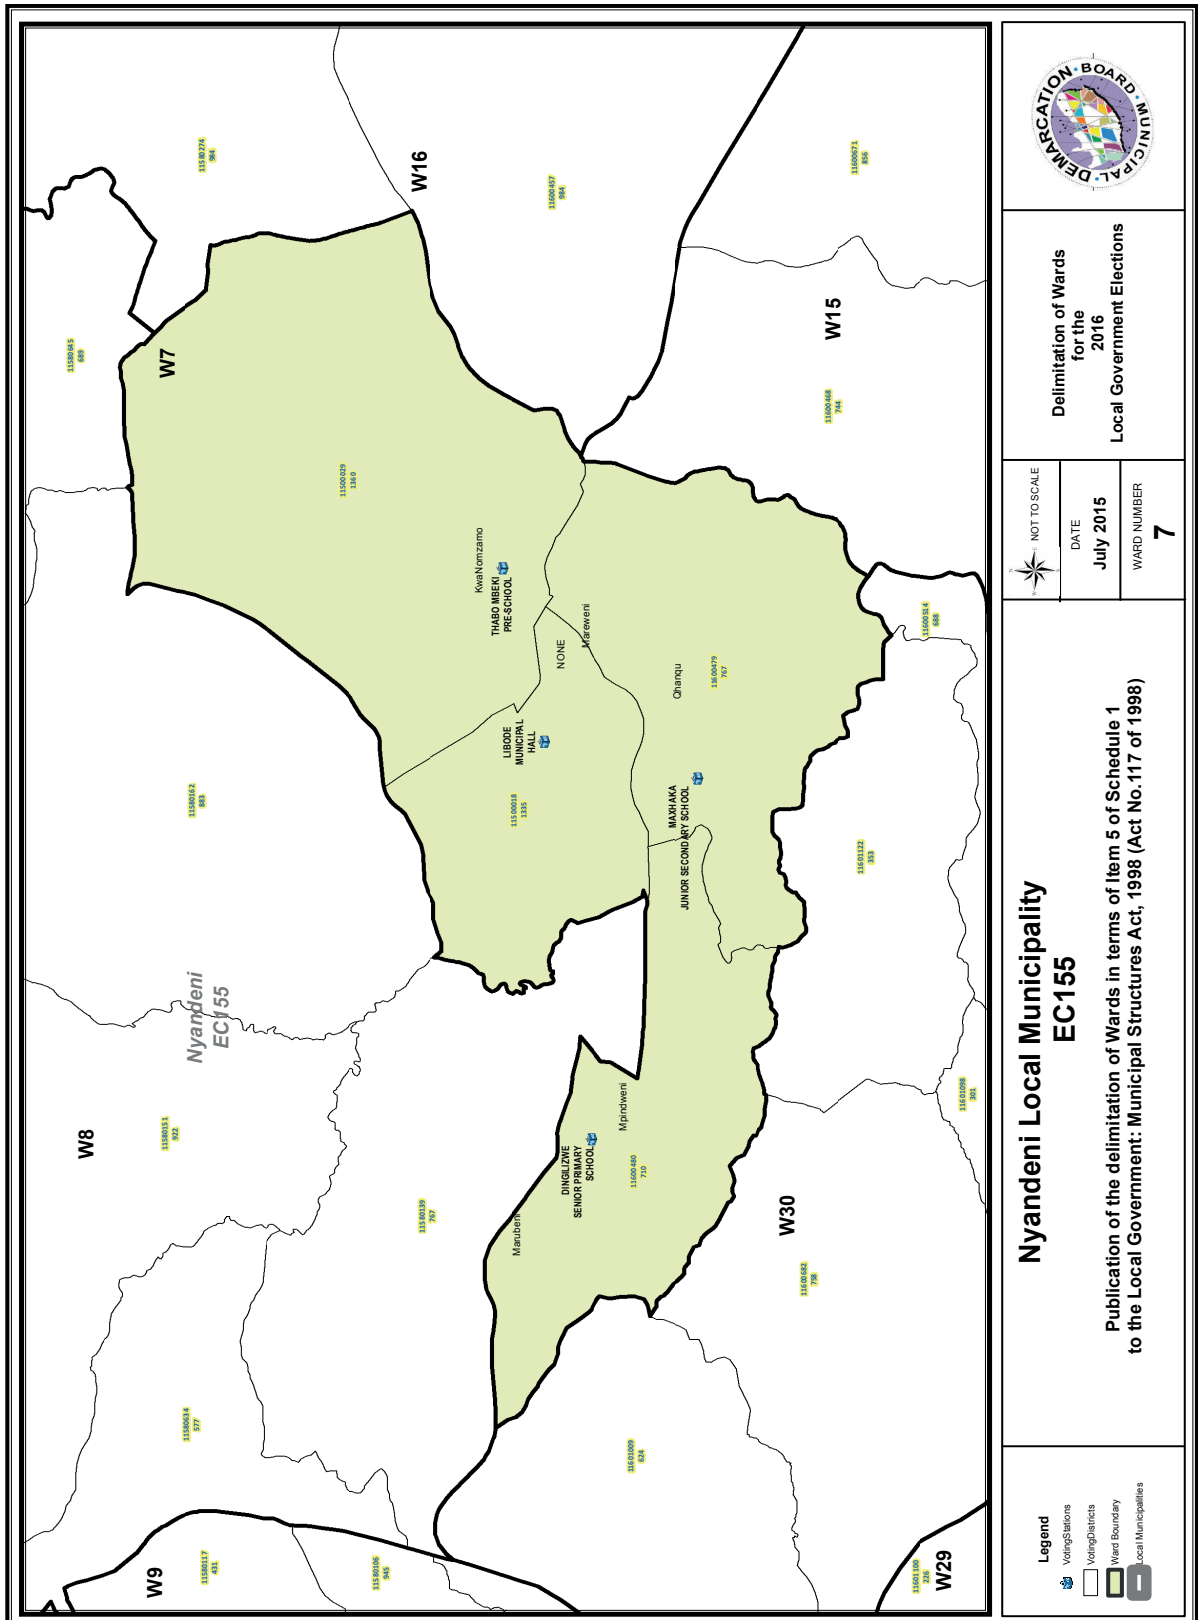 W7
W8
W9
W15
W16
W29
W30
Nyandeni
EC155
11580274
984
11580645
689
11600457
984
11600671
856
11600468
744
11500029
1360
KwaNomzamo
THABO MBEKI
PRE-SCHOOL
NONE
Mareweni
Qhanqu
11600479
767
11600514
688
LIBODE
MUNICIPAL
HALL
11500018
1335
MAXHAKA
JUNIOR SECONDARY SCHOOL
11580162
883
11601122
353
11580151
922
11580139
767
DINGILIZWE
SENIOR PRIMARY
SCHOOL
Mpindweni
Marubeni
11600480
710
11601098
301
11600682
758
11580634
577
11601009
624
11580117
431
11580106
945
11601100
226
Legend
VotingStations
VotingDistricts
Ward Boundary
Local Municipalities
Nyandeni Local Municipality
EC155
Publication of the delimitation of Wards in terms of Item 5 of Schedule 1
to the Local Government: Municipal Structures Act, 1998 (Act No.117 of 1998)
NOT TO SCALE
DATE
July 2015
WARD NUMBER
7
Delimitation of Wards
for the
2016
Local Government Elections
MUNICIPAL · DEMARCATION · BOARD ·